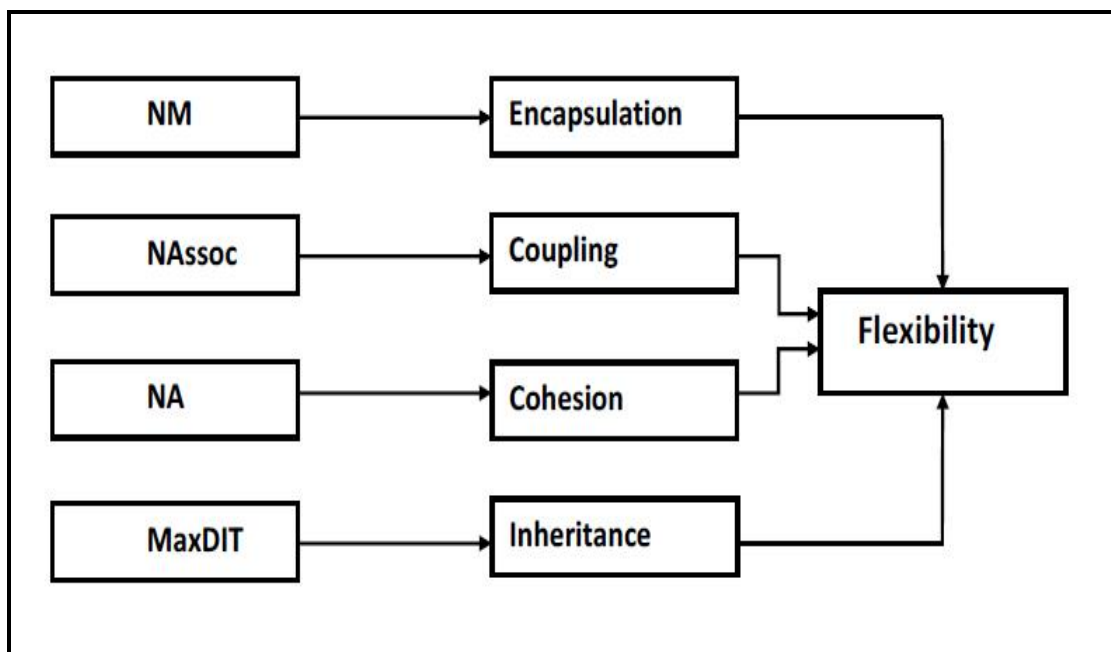 NM
Encapsulation
NAssoc
Coupling
Flexibility
NA
Cohesion
MaxDIT
Inheritance